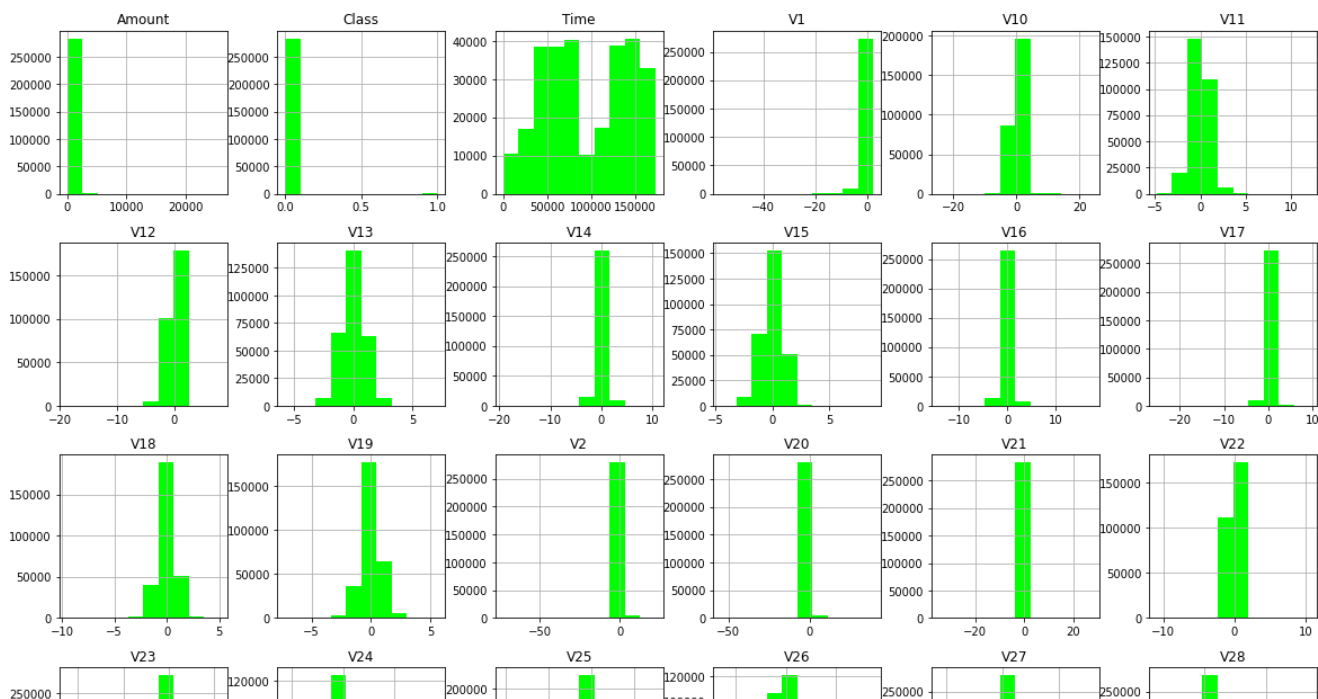 Amount Class Time V1 V10 V11
250000 250000 40000 250000 200000 150000
200000 200000 30000 200000 150000 125000
150000 150000 20000 150000 100000 100000
100000 100000 10000 100000 50000 75000
50000 50000 0 50000 0 50000
0 0 0 25000
0
0 10000 20000 0.0 0.5 1.0 0 50000 100000 150000 −40 −20 0 −20 0 20 −5 0 5 10
V12 V13 V14 V15 V16 V17
150000 125000 250000 150000 250000 250000
100000 100000 200000 125000 200000 200000
50000 75000 150000 100000 150000 150000
0 50000 100000 75000 100000 100000
25000 50000 50000 50000 50000
0 0 25000 0 0
0
−20 −10 0 −5 0 5 −20 −10 0 10 −5 0 5 −10 0 10 −20 −10 0 10
V18 V19 V2 V20 V21 V22
150000 150000 250000 250000 250000 150000
100000 100000 200000 200000 200000 100000
50000 50000 150000 150000 150000 50000
0 0 100000 100000 100000 0
50000 50000 50000
0 0 0
−10 −5 0 5 −5 0 5 −50 0 −50 0 −20 0 20 −10 0 10
V23 V24 V25 V26 V27 V28
250000 120000 200000 120000 250000 250000